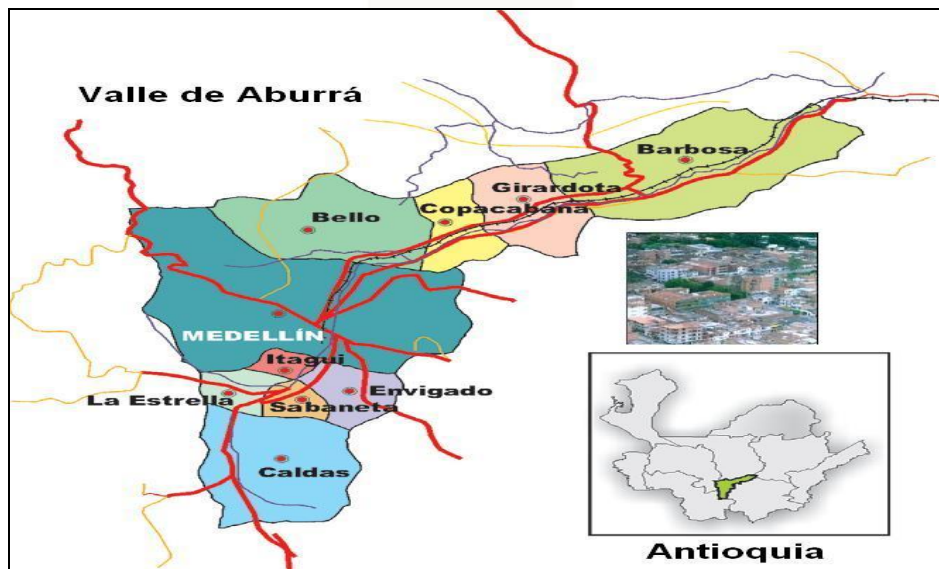 Valle de Aburrá
Barbosa
Girardota
Copacabana
Bello
MEDELLÍN
Itagui
Envigado
La Estrella
Sabaneta
Caldas
Antioquia